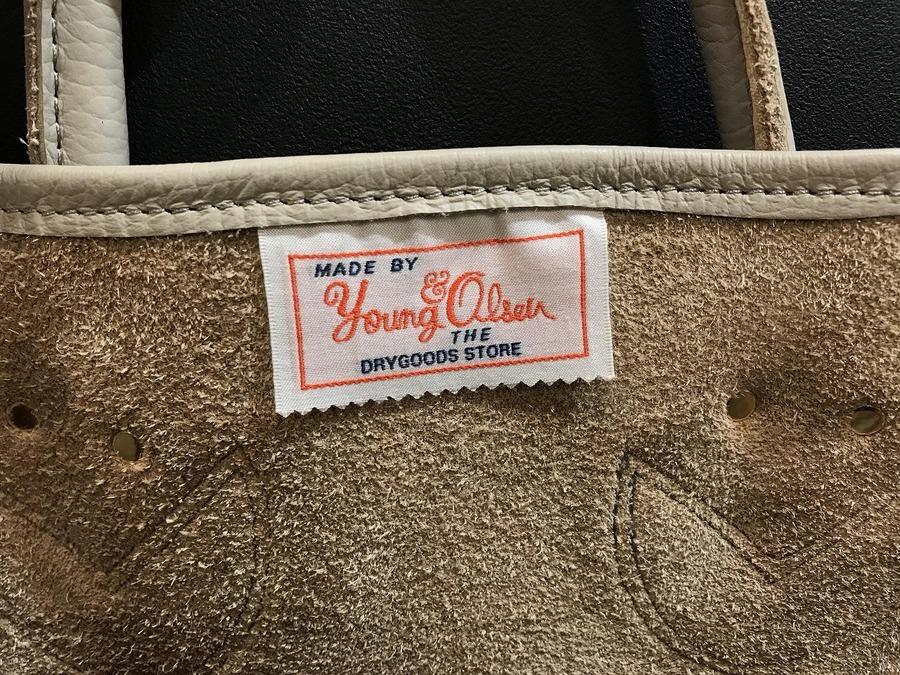 MADE BY
Young & Olsen
THE
DRYGOODS STORE